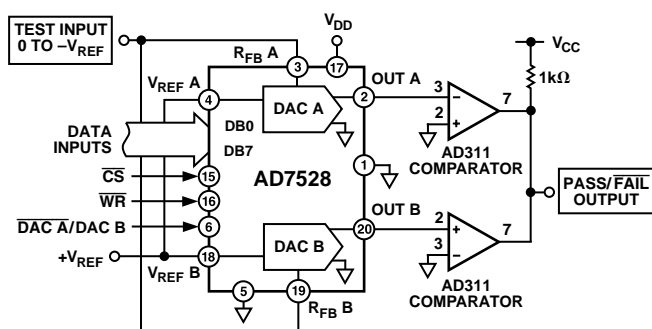 TEST INPUT
0 TO –VREF
VDD
VCC
RFB A
3
17
1kΩ
VREF A
4
OUT A
2
3
–
7
2
+
DAC A
DATA
INPUTS
DB0
DB7
AD311
COMPARATOR
1
CS
15
AD7528
WR
16
PASS/FAIL
OUTPUT
DAC A/DAC B
6
OUT B
20
2
+
7
3
–
DAC B
+VREF
18
VREF B
AD311
COMPARATOR
5
19
RFB B